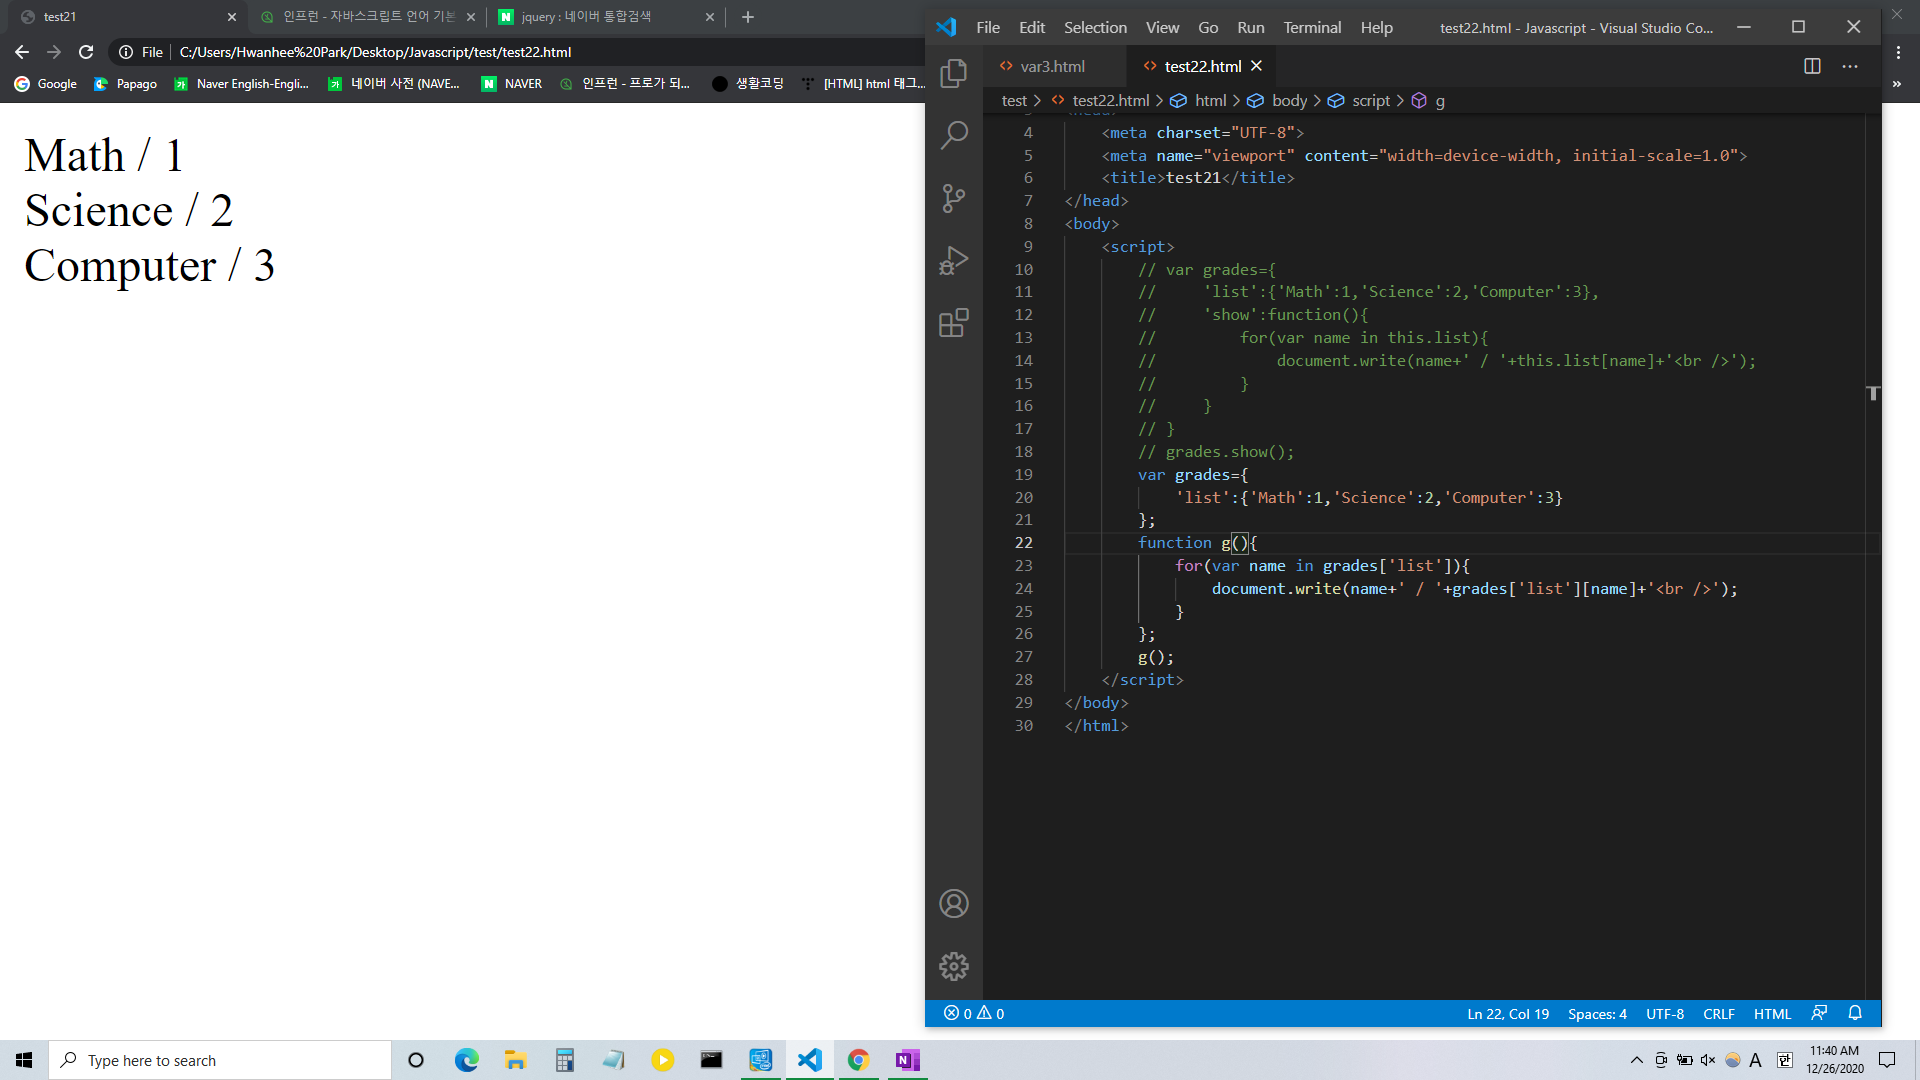 test21
인프런 - 자바스크립트 언어 기본
jquery : 네이버 통합검색
File
C:/Users/Hwanhee%20Park/Desktop/Javascript/test/test22.html
Google
Papago
Naver English-Engli...
네이버 사전 (NAVE...
NAVER
인프런 - 프로가 되...
생활코딩
[HTML] html 태그...
»
Math / 1
Science / 2
Computer / 3
File Edit Selection View Go Run Terminal Help
test22.html - Javascript - Visual Studio Co...
var3.html
test22.html
test > test22.html > html > body > script > g
4 <meta charset="UTF-8">
5 <meta name="viewport" content="width=device-width, initial-scale=1.0">
6 <title>test21</title>
7 </head>
8 <body>
9 <script>
10 // var grades={
11 // 'list':{'Math':1,'Science':2,'Computer':3},
12 // 'show':function(){
13 // for(var name in this.list){
14 // document.write(name+' / '+this.list[name]+'<br />');
15 // }
16 // }
17 // }
18 // grades.show();
19 var grades={
20 'list':{'Math':1,'Science':2,'Computer':3}
21 };
22 function g(){
23 for(var name in grades['list']){
24 document.write(name+' / '+grades['list'][name]+'<br />');
25 }
26 };
27 g();
28 </script>
29 </body>
30 </html>
0 0
Ln 22, Col 19
Spaces: 4
UTF-8
CRLF
HTML
Type here to search
A
한
11:40 AM
12/26/2020